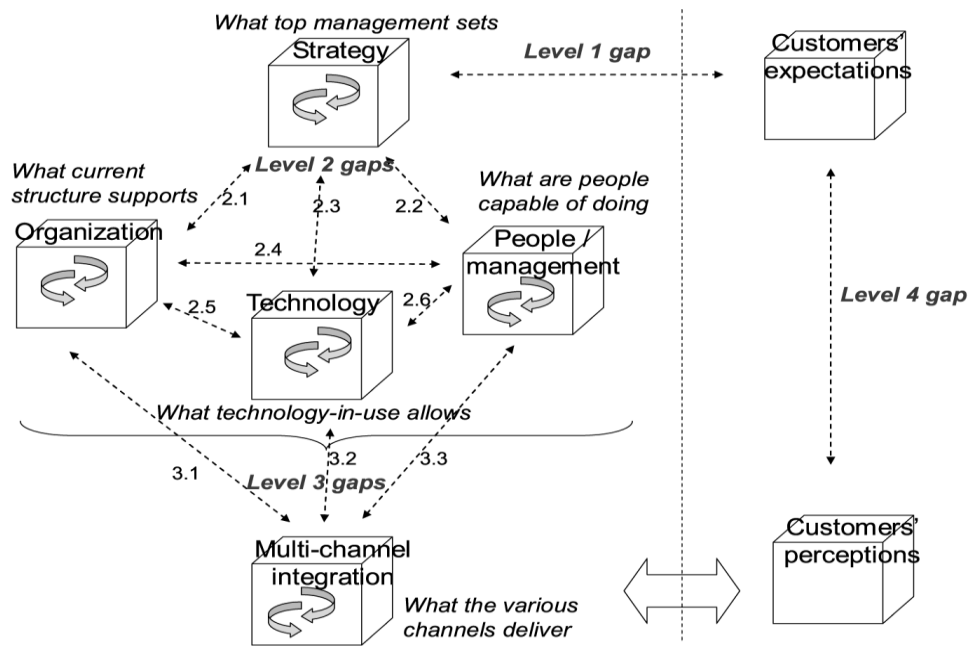 What top management sets
Strategy
Level 1 gap
Customers'
expectations
Level 2 gaps
What current
structure supports
2.1
2.3
2.2
What are people
capable of doing
Organization
2.4
People /
management
Technology
2.5
2.6
Level 4 gap
What technology-in-use allows
3.1
3.2
3.3
Level 3 gaps
Multi-channel
integration
What the various
channels deliver
Customers'
perceptions